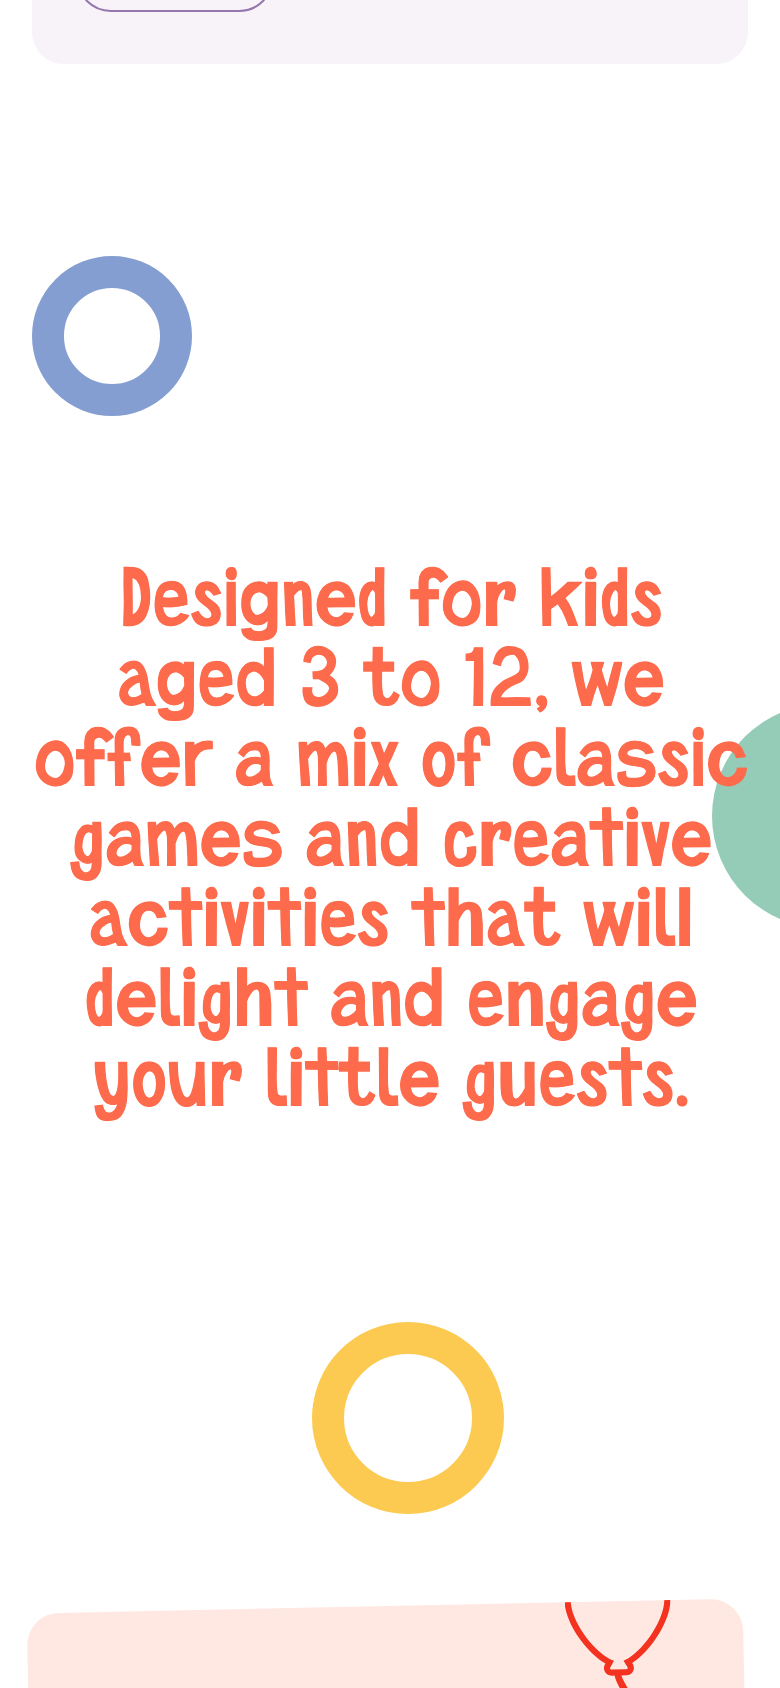 Designed for kids
aged 3 to 12, we
offer a mix of classic
games and creative
activities that will
delight and engage
your little guests.